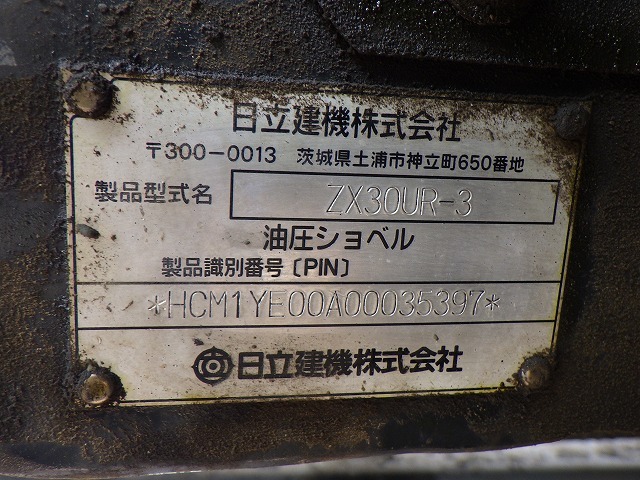 日立建機株式会社
〒300-0013 茨城県土浦市神立町650番地
製品型式名 ZX30UR-3
油圧ショベル
製品識別番号〔PIN〕
*HCM1YE00A00035397*
日立建機株式会社